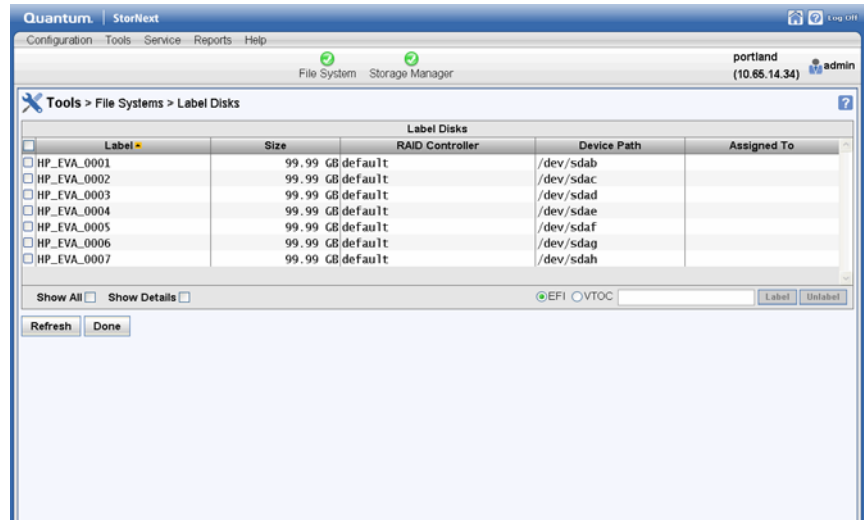 Quantum. | StorNext Log Off
Configuration Tools Service Reports Help
File System Storage Manager
portland
(10.65.14.34)
admin
Tools > File Systems > Label Disks
Label Disks
Label Size RAID Controller Device Path Assigned To
HP_EVA_0001 99.99 GB default /dev/sdab
HP_EVA_0002 99.99 GB default /dev/sdac
HP_EVA_0003 99.99 GB default /dev/sdad
HP_EVA_0004 99.99 GB default /dev/sdae
HP_EVA_0005 99.99 GB default /dev/sdaf
HP_EVA_0006 99.99 GB default /dev/sdag
HP_EVA_0007 99.99 GB default /dev/sdah
Show All Show Details EFI VTOC Label Unlabel
Refresh Done